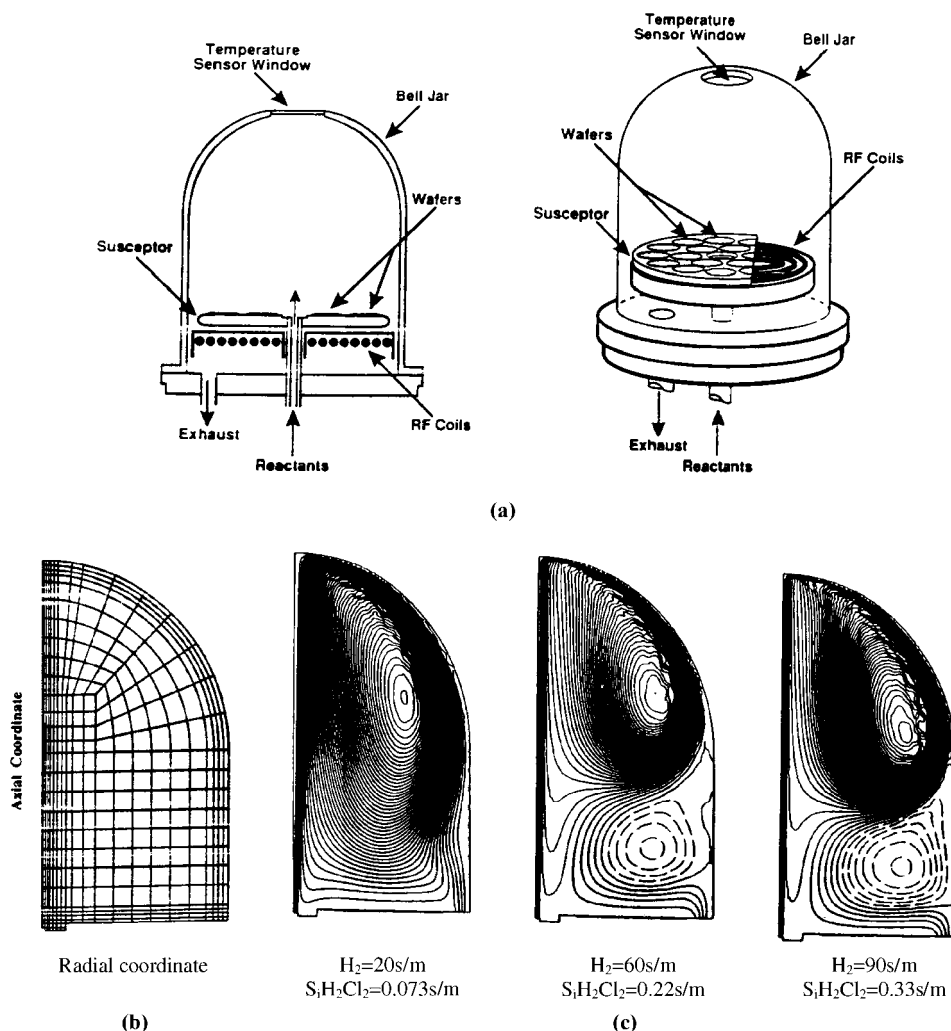 Temperature
Sensor Window
Bell Jar
Wafers
Susceptor
RF Coils
Exhaust
Reactants
Temperature
Sensor Window
Bell Jar
Wafers
RF Coils
Susceptor
Exhaust
Reactants
(a)
Axial Coordinate
Radial coordinate
H₂=20s/m
SᵢH₂Cl₂=0.073s/m
H₂=60s/m
SᵢH₂Cl₂=0.22s/m
H₂=90s/m
SᵢH₂Cl₂=0.33s/m
(b)
(c)